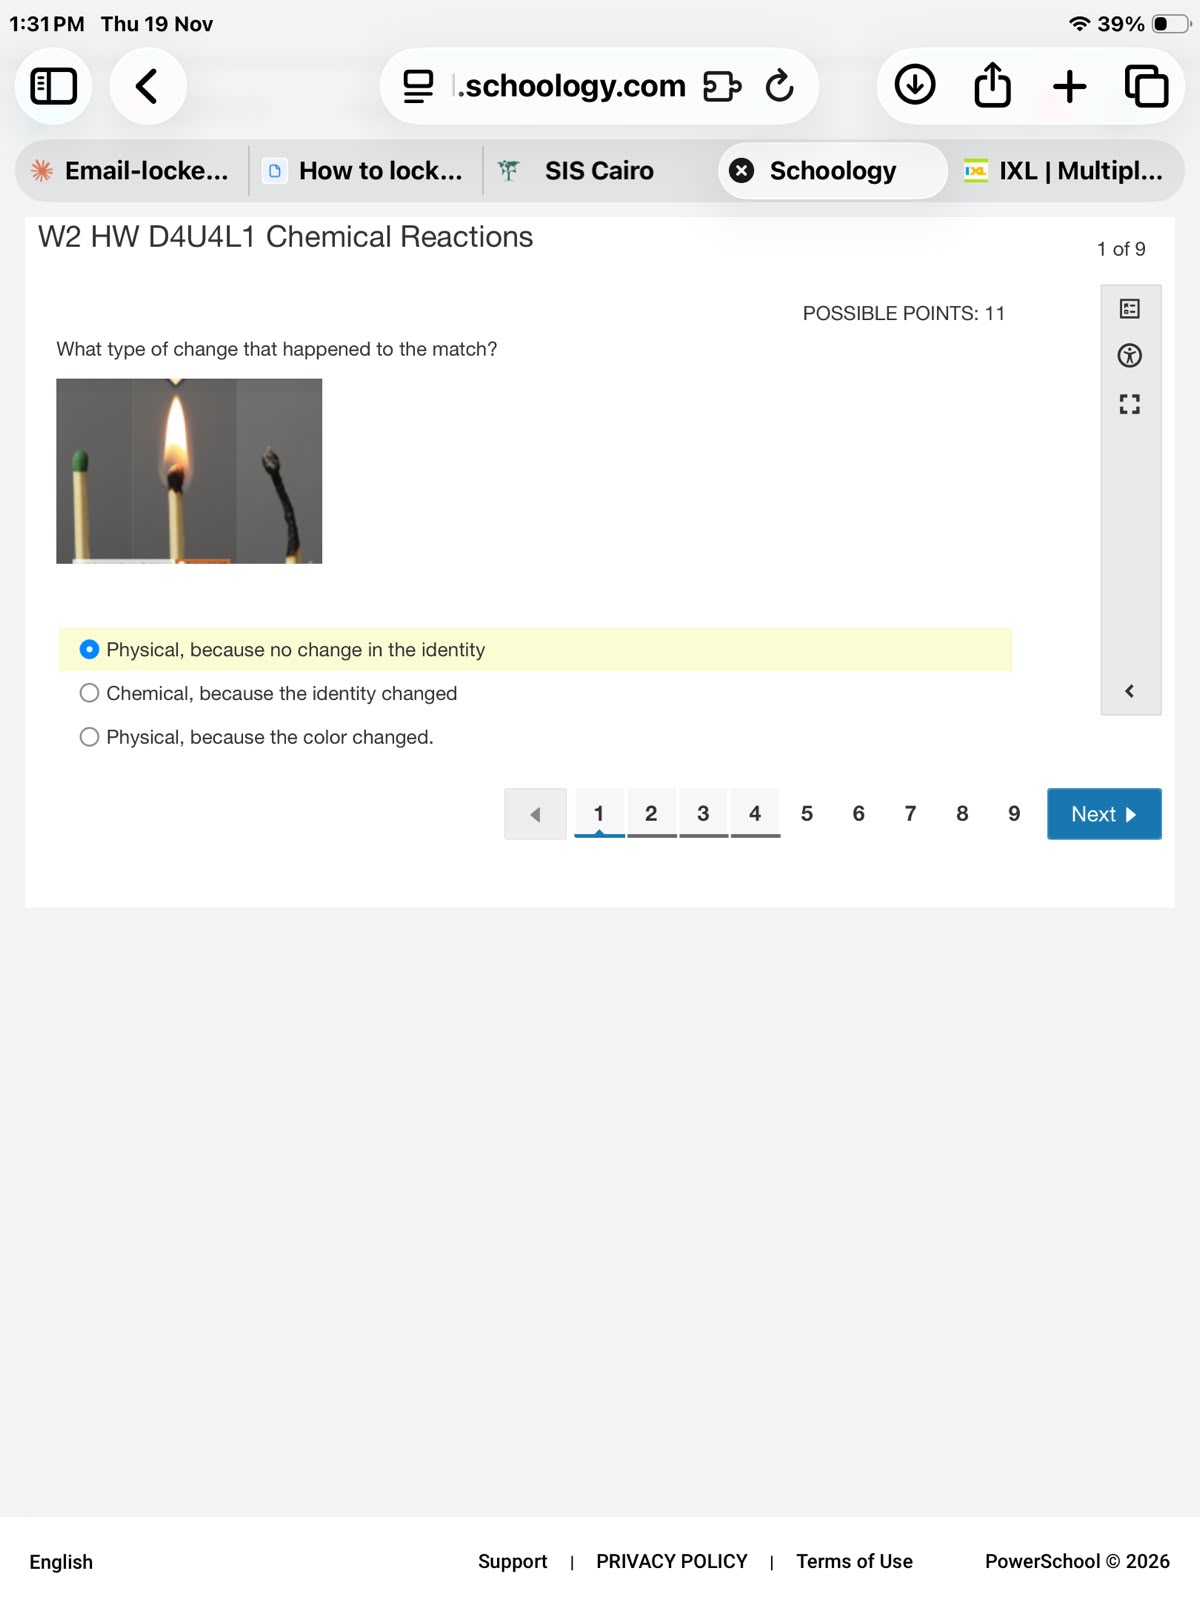 1:31 PM Thu 19 Nov
39%
.schoology.com
Email-locke...
How to lock...
SIS Cairo
Schoology
IXL | Multipl...
W2 HW D4U4L1 Chemical Reactions
1 of 9
POSSIBLE POINTS: 11
What type of change that happened to the match?
Physical, because no change in the identity
Chemical, because the identity changed
Physical, because the color changed.
1 2 3 4 5 6 7 8 9 Next
English
Support | PRIVACY POLICY | Terms of Use
PowerSchool © 2026